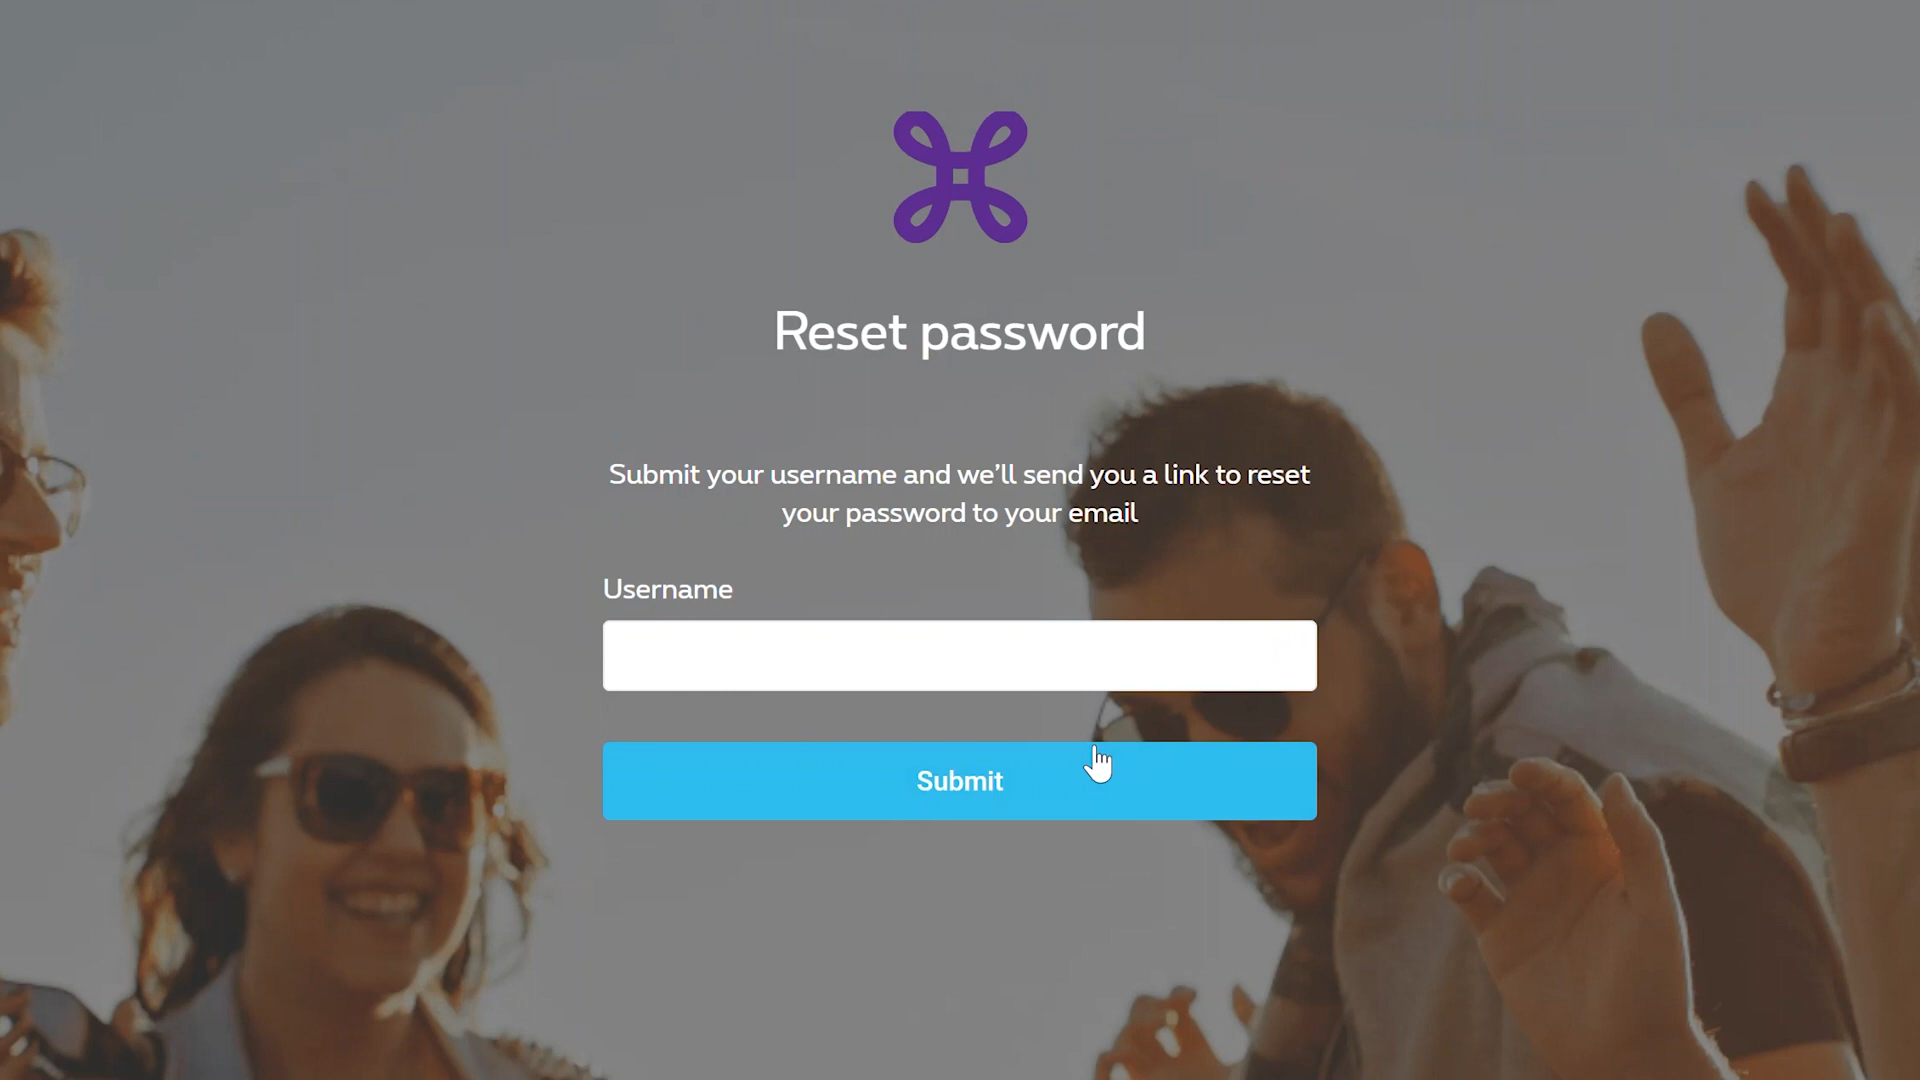 Reset password
Submit your username and we’ll send you a link to reset
your password to your email
Username
Submit